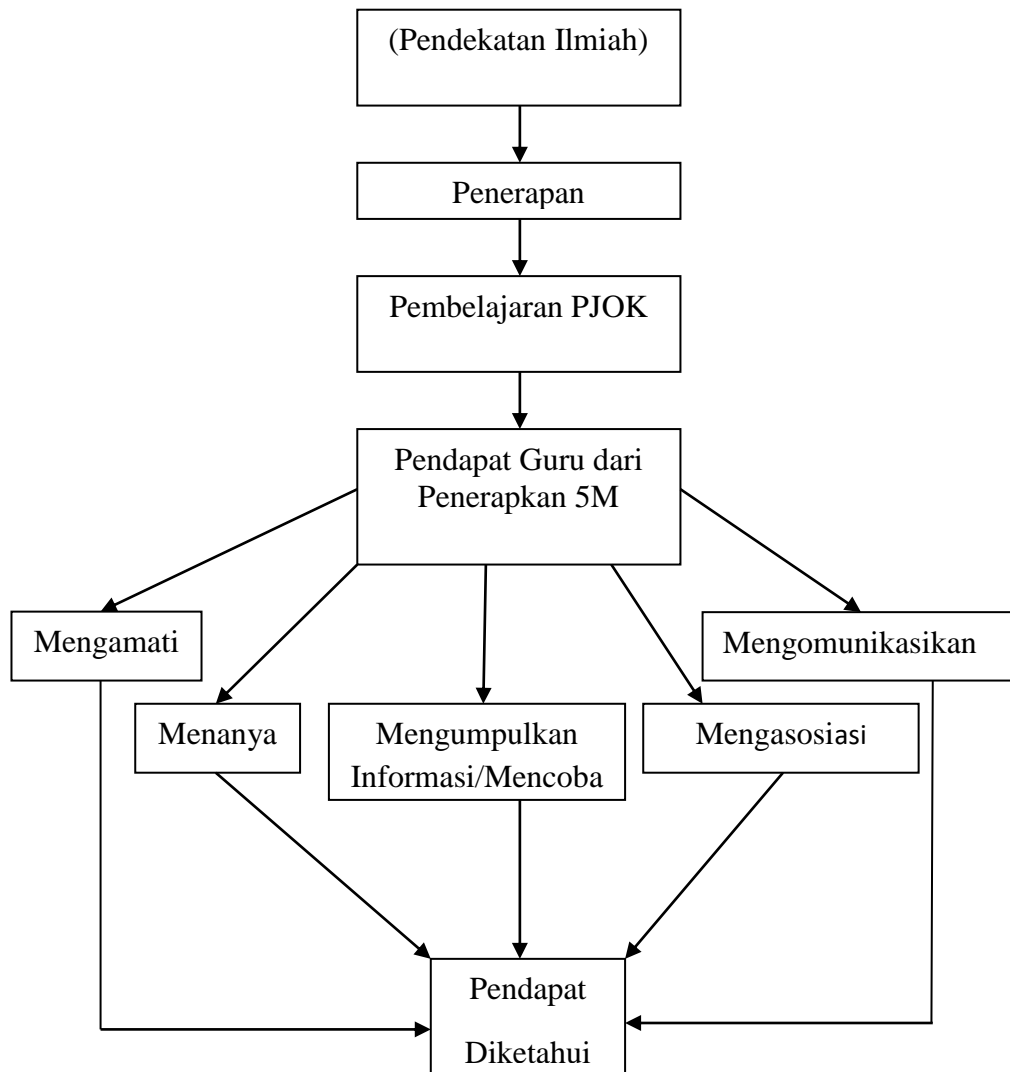 (Pendekatan Ilmiah)
Penerapan
Pembelajaran PJOK
Pendapat Guru dari
Penerapkan 5M
Mengamati
Mengomunikasikan
Menanya
Mengumpulkan
Informasi/Mencoba
Mengasosiasi
Pendapat
Diketahui